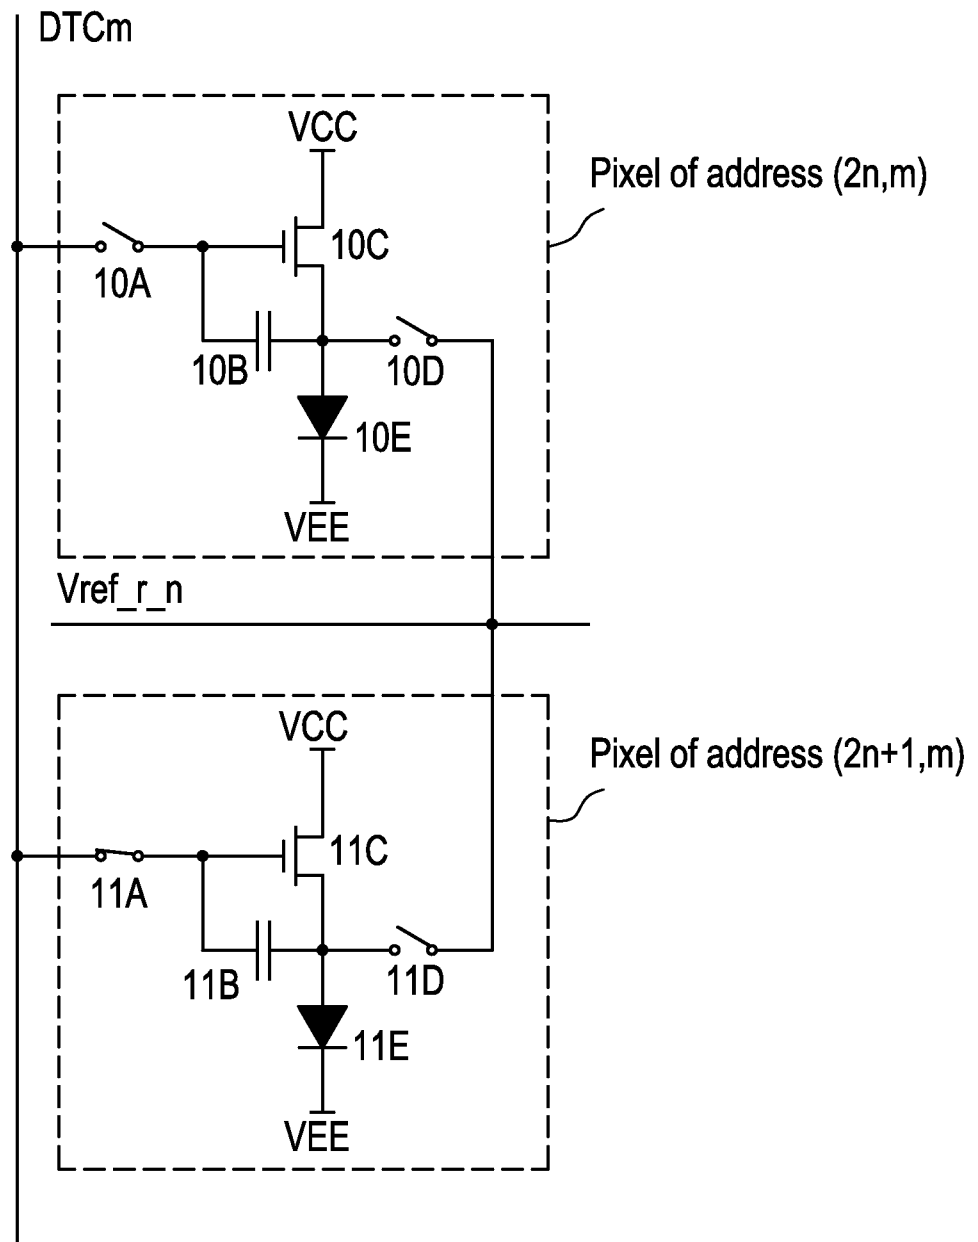 DTCm
VCC
Pixel of address (2n,m)
10C
10A
10B
10D
10E
VEE
Vref_r_n
VCC
Pixel of address (2n+1,m)
11C
11A
11B
11D
11E
VEE